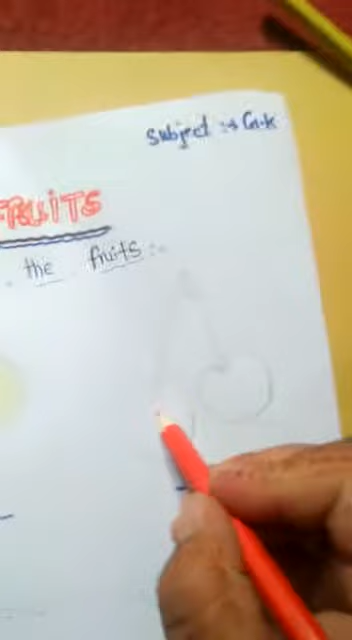 Subject :→ G.K
FRUITS
the fruits :-